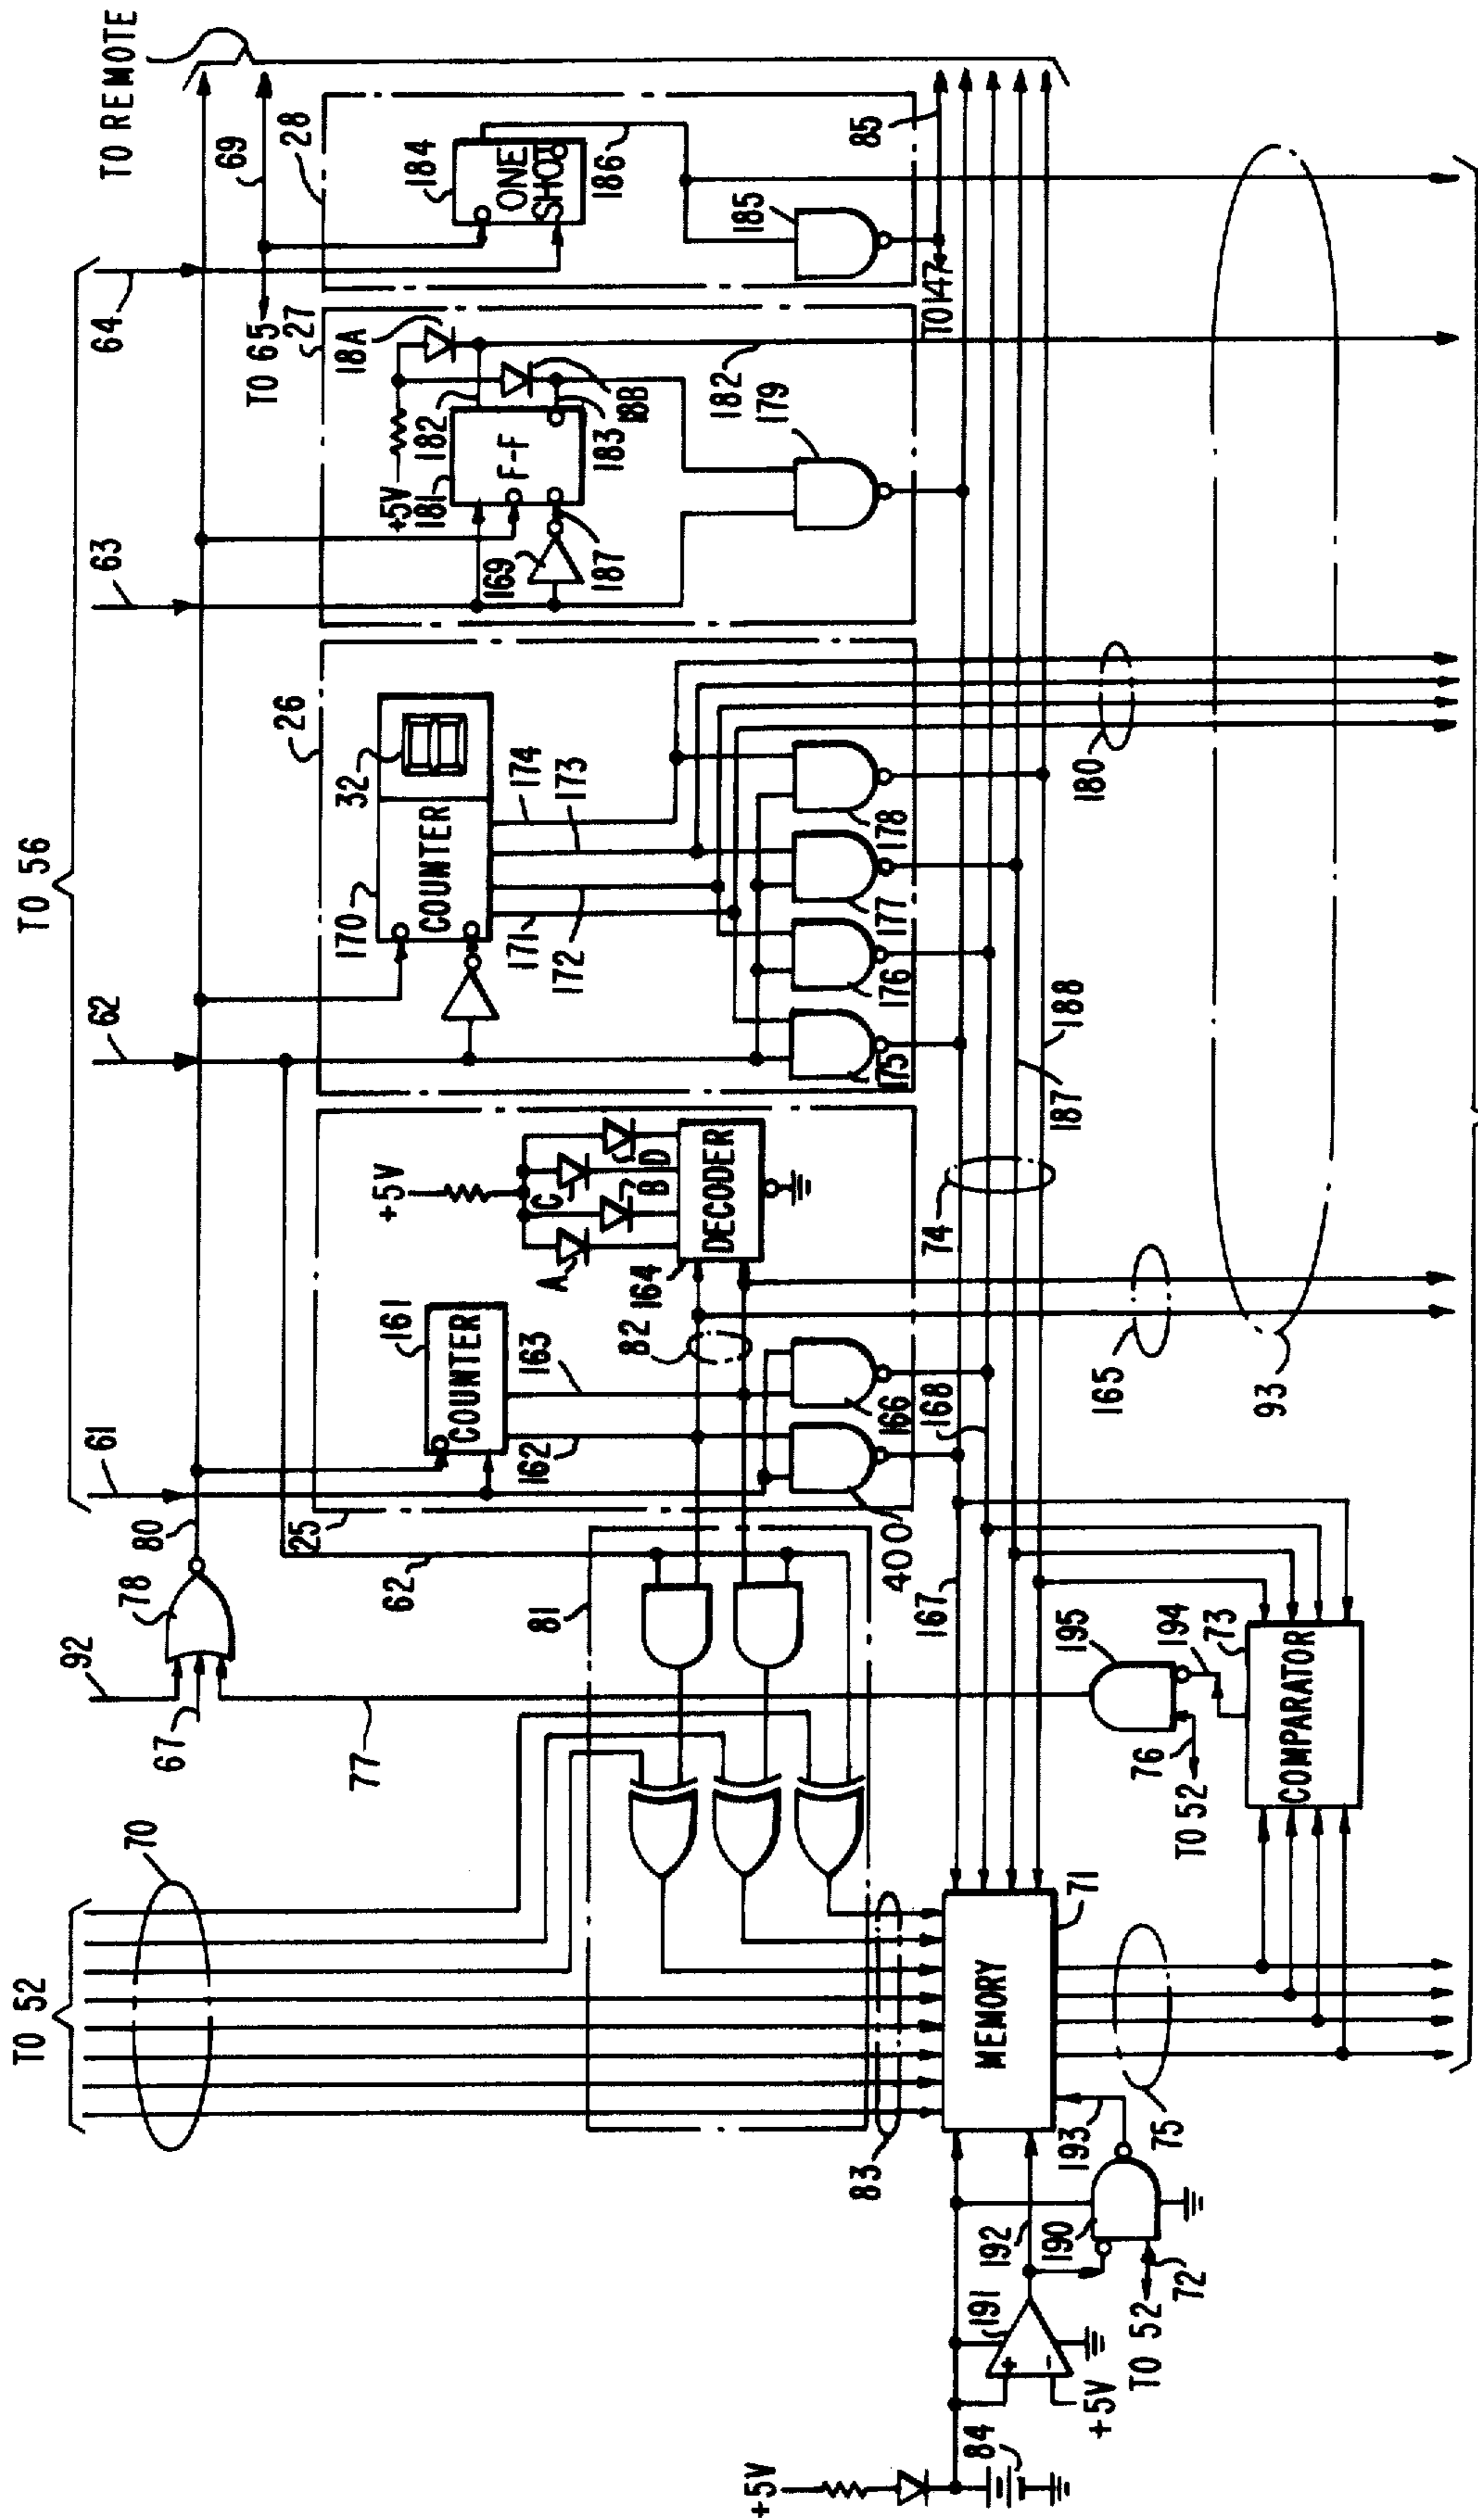 TO 52
70
92
67
78
80
77
61
TO 56
62
63
64
TO REMOTE
69
TO 65
27
28
81
62
25
COUNTER
161
162
163
+5V
A
C
B
D
164
DECODER
82
400
166
168
26
170
COUNTER
32
171
172
173
174
175
176
177
178
+5V
181
F-F
182
18A
18B
183
169
187
182
179
184
ONE
SHOT
186
185
TO 147
85
83
MEMORY
71
167
74
187
188
180
165
93
+5V
84
191
+
-
+5V
192
190
TO 52
72
193
75
195
194
76
TO 52
73
COMPARATOR